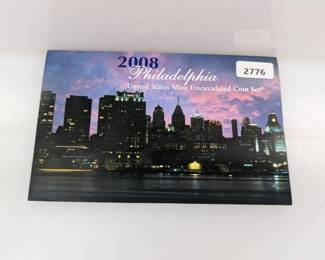 2008
Philadelphia
United States Mint Uncirculated Coin Set®
2776